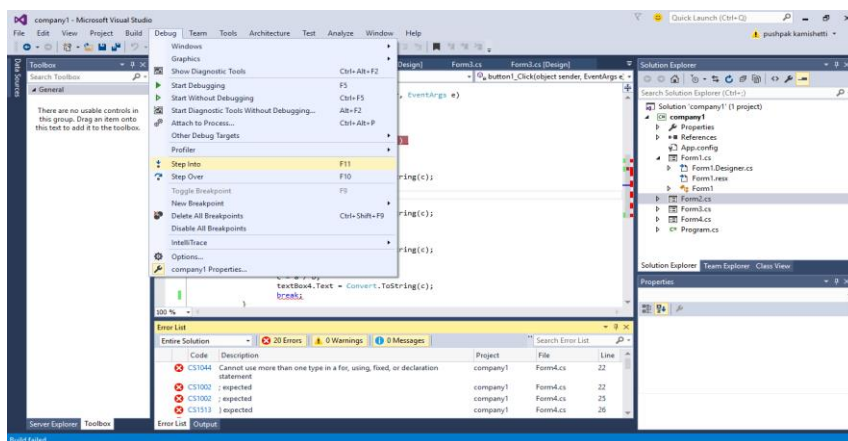 company1 - Microsoft Visual Studio
Quick Launch (Ctrl+Q)
File Edit View Project Build Debug Team Tools Architecture Test Analyze Window Help
pushpak kamishetti
Data Sources
Toolbox
Search Toolbox
General
There are no usable controls in
this group. Drag an item onto
this text to add it to the toolbox.
Windows
Graphics
Show Diagnostic Tools Ctrl+Alt+F2
Start Debugging F5
Start Without Debugging Ctrl+F5
Start Diagnostic Tools Without Debugging... Alt+F2
Attach to Process... Ctrl+Alt+P
Other Debug Targets
Profiler
Step Into F11
Step Over F10
Toggle Breakpoint F9
New Breakpoint
Delete All Breakpoints Ctrl+Shift+F9
Disable All Breakpoints
IntelliTrace
Options...
company1 Properties...
Design] Form3.cs Form3.cs [Design]
button1_Click(object sender, EventArgs e)
, EventArgs e)
ring(c);
ring(c);
ring(c);
textBox4.Text = Convert.ToString(c);
break;
}
100 %
Solution Explorer
Search Solution Explorer (Ctrl+;)
Solution 'company1' (1 project)
company1
Properties
References
App.config
Form1.cs
Form1.Designer.cs
Form1.resx
Form1
Form2.cs
Form3.cs
Form4.cs
Program.cs
Solution Explorer Team Explorer Class View
Properties
Error List
Entire Solution 20 Errors 0 Warnings 0 Messages Search Error List
Code Description Project File Line
CS1044 Cannot use more than one type in a for, using, fixed, or declaration statement company1 Form4.cs 22
CS1002 ; expected company1 Form4.cs 22
CS1002 ; expected company1 Form4.cs 25
CS1513 } expected company1 Form4.cs 26
Server Explorer Toolbox
Error List Output
Build failed